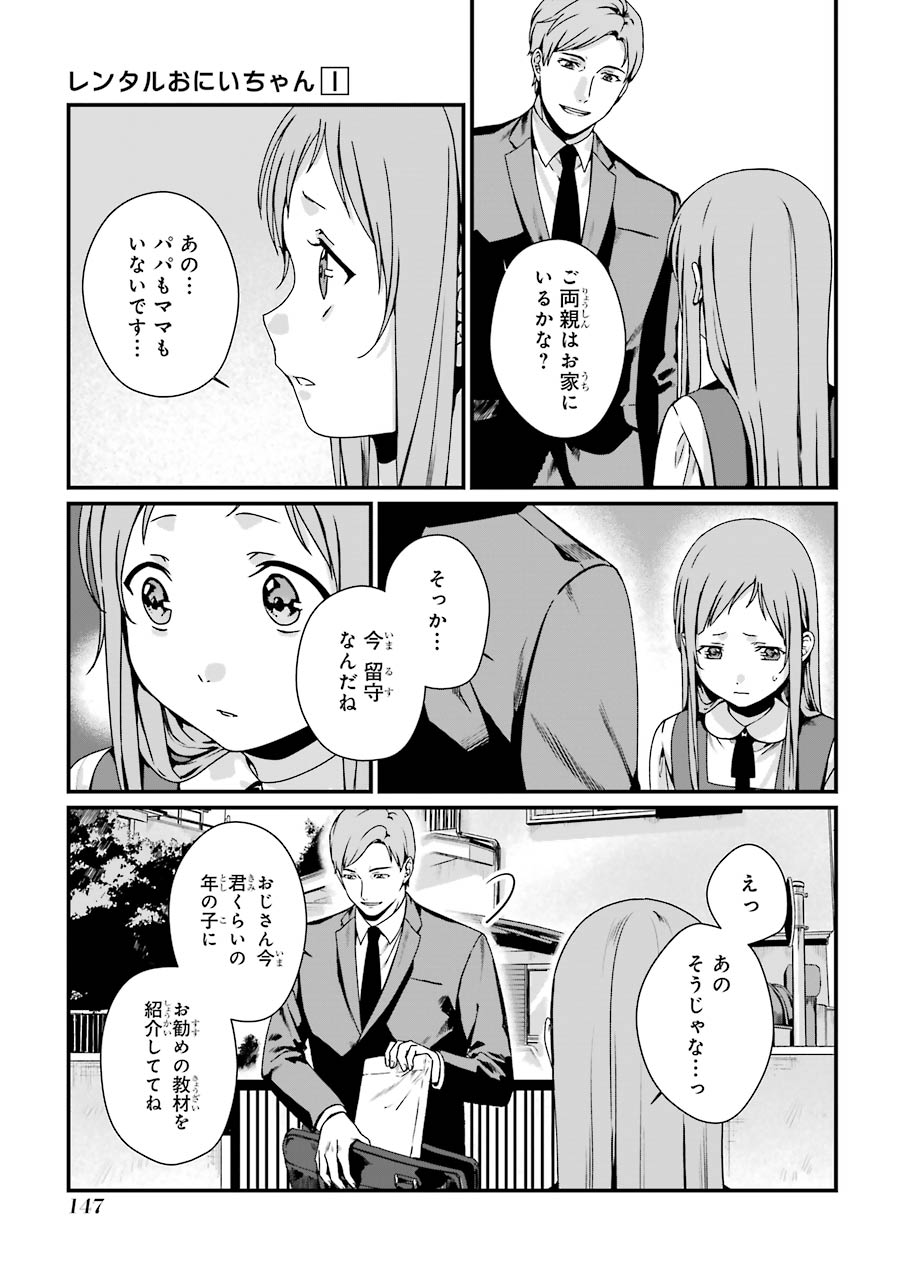 レンタルおにいちゃん 1
ご両親はお家に
いるかな？
あの…
パパもママも
いないです…
そっか…
今 留守
なんだね
えっ
あの
そうじゃな…っ
おじさん今
君くらいの
年の子に
お勧めの教材を
紹介しててね
147